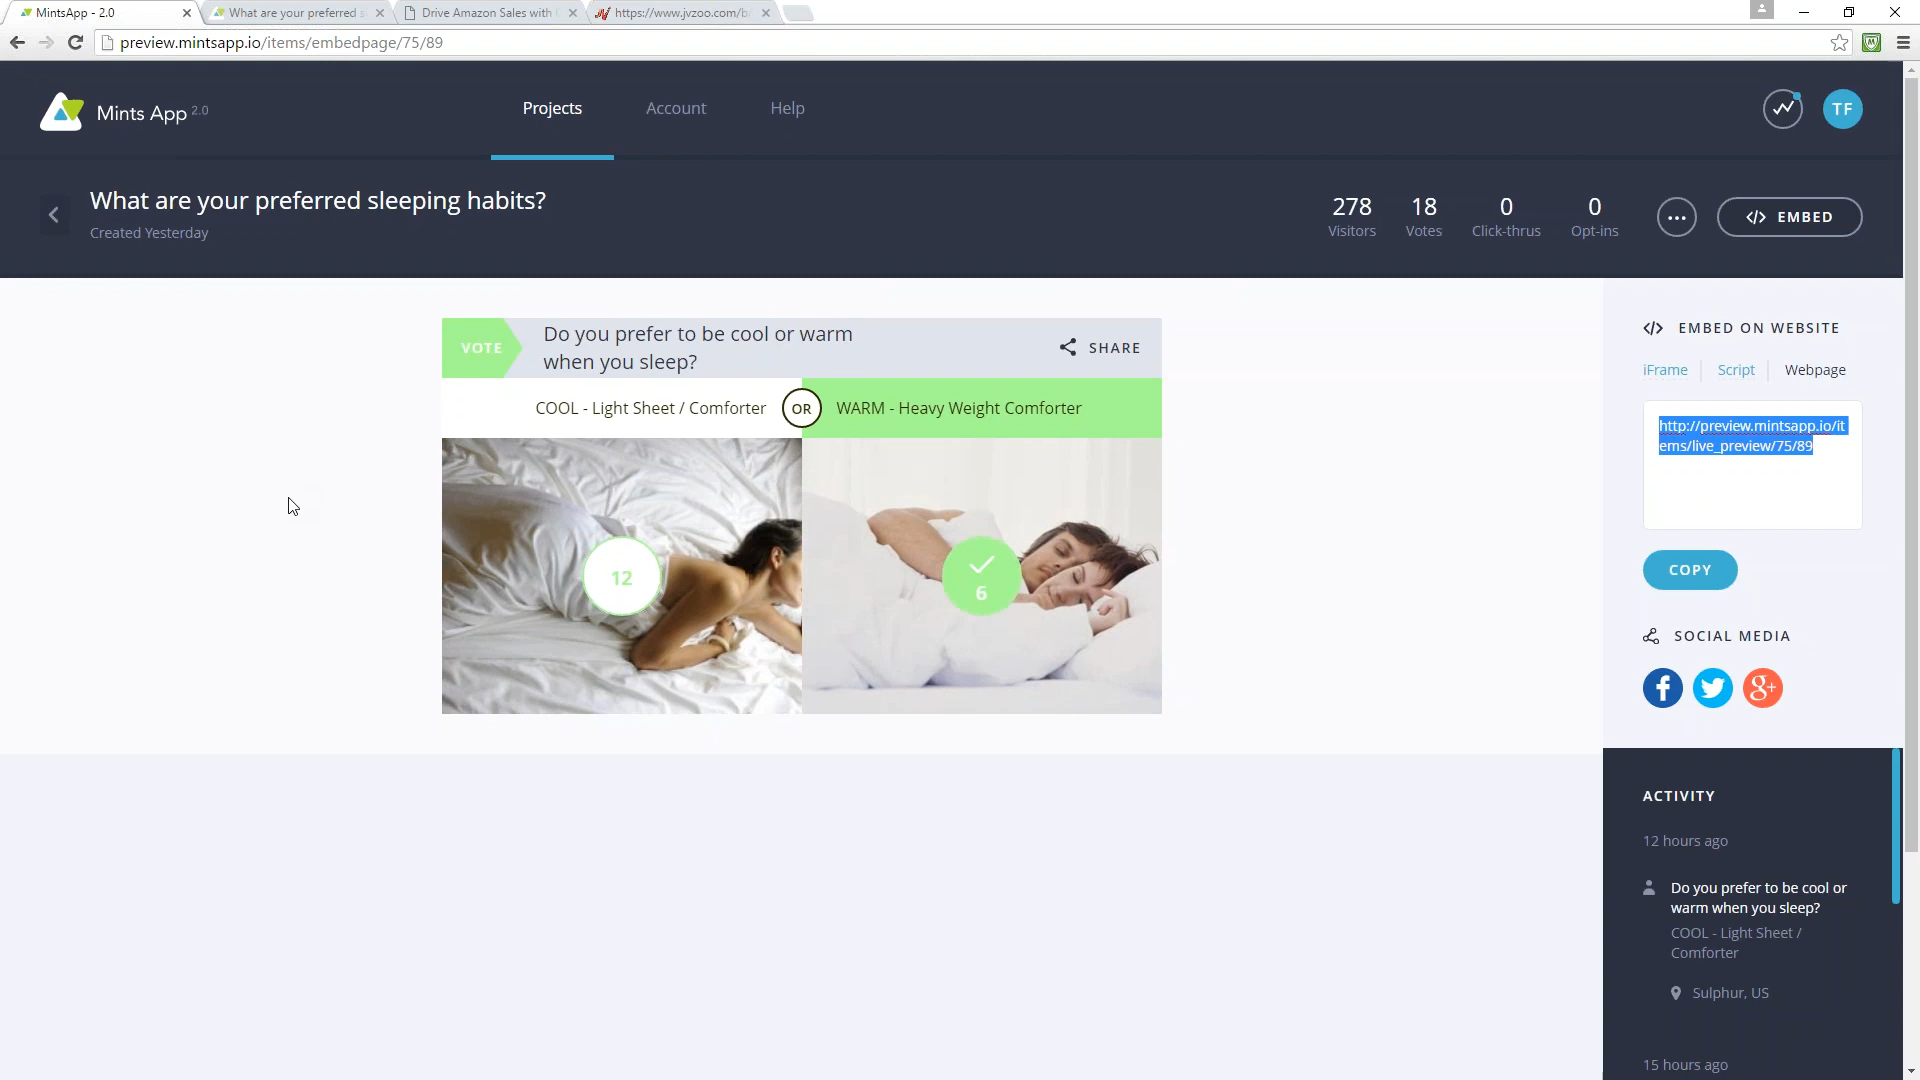 MintsApp - 2.0
What are your preferred s
Drive Amazon Sales with
https://www.jvzoo.com/b
preview.mintsapp.io/items/embedpage/75/89
Mints App 2.0
Projects
Account
Help
TF
What are your preferred sleeping habits?
Created Yesterday
278
Visitors
18
Votes
0
Click-thrus
0
Opt-ins
</> EMBED
VOTE
Do you prefer to be cool or warm
when you sleep?
SHARE
COOL - Light Sheet / Comforter
OR
WARM - Heavy Weight Comforter
12
6
</> EMBED ON WEBSITE
iFrame
Script
Webpage
http://preview.mintsapp.io/it
ems/live_preview/75/89
COPY
SOCIAL MEDIA
ACTIVITY
12 hours ago
Do you prefer to be cool or
warm when you sleep?
COOL - Light Sheet /
Comforter
Sulphur, US
15 hours ago